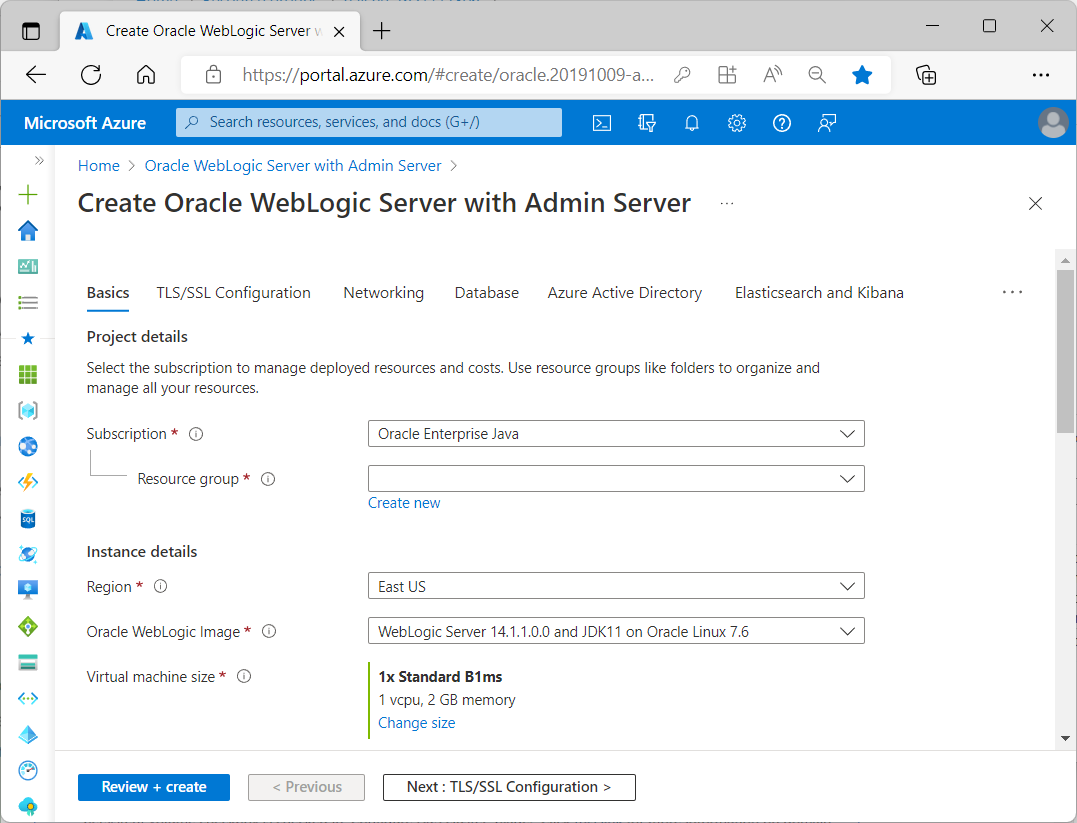 Create Oracle WebLogic Server w
https://portal.azure.com/#create/oracle.20191009-a...
Microsoft Azure
Search resources, services, and docs (G+/)
Home > Oracle WebLogic Server with Admin Server >
Create Oracle WebLogic Server with Admin Server ...
Basics TLS/SSL Configuration Networking Database Azure Active Directory Elasticsearch and Kibana ...
Project details
Select the subscription to manage deployed resources and costs. Use resource groups like folders to organize and
manage all your resources.
Subscription * Oracle Enterprise Java
Resource group *
Create new
Instance details
Region * East US
Oracle WebLogic Image * WebLogic Server 14.1.1.0.0 and JDK11 on Oracle Linux 7.6
Virtual machine size * 1x Standard B1ms
1 vcpu, 2 GB memory
Change size
Review + create < Previous Next : TLS/SSL Configuration >